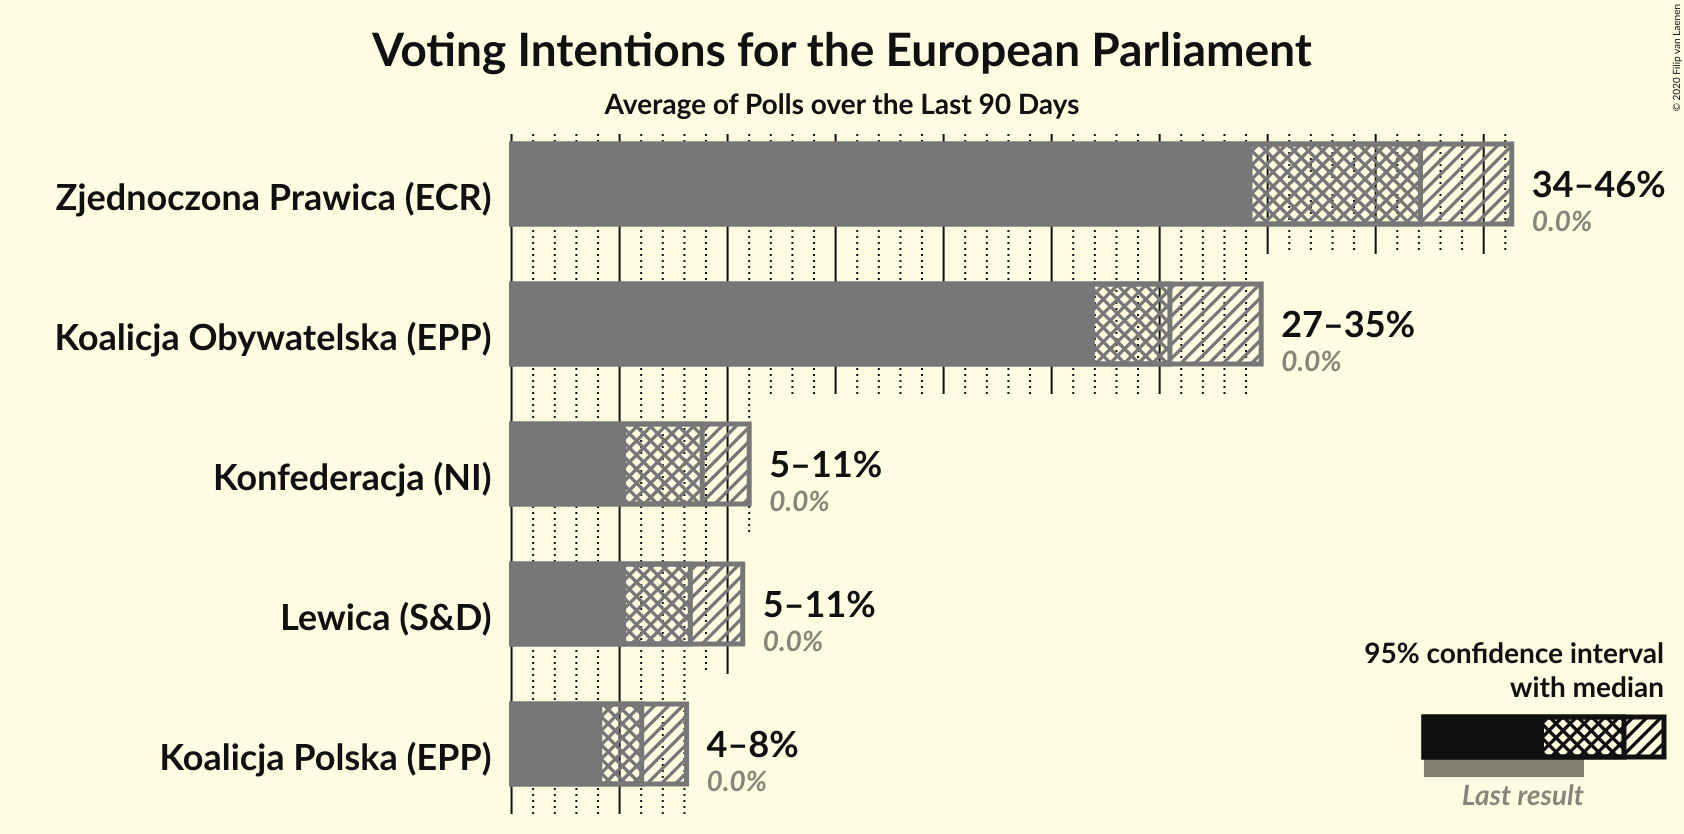 Voting Intentions for the European Parliament
Average of Polls over the Last 90 Days
© 2020 Filip van Laenen
Zjednoczona Prawica (ECR)
34–46%
0.0%
Koalicja Obywatelska (EPP)
27–35%
0.0%
Konfederacja (NI)
5–11%
0.0%
Lewica (S&D)
5–11%
0.0%
Koalicja Polska (EPP)
4–8%
0.0%
95% confidence interval
with median
Last result